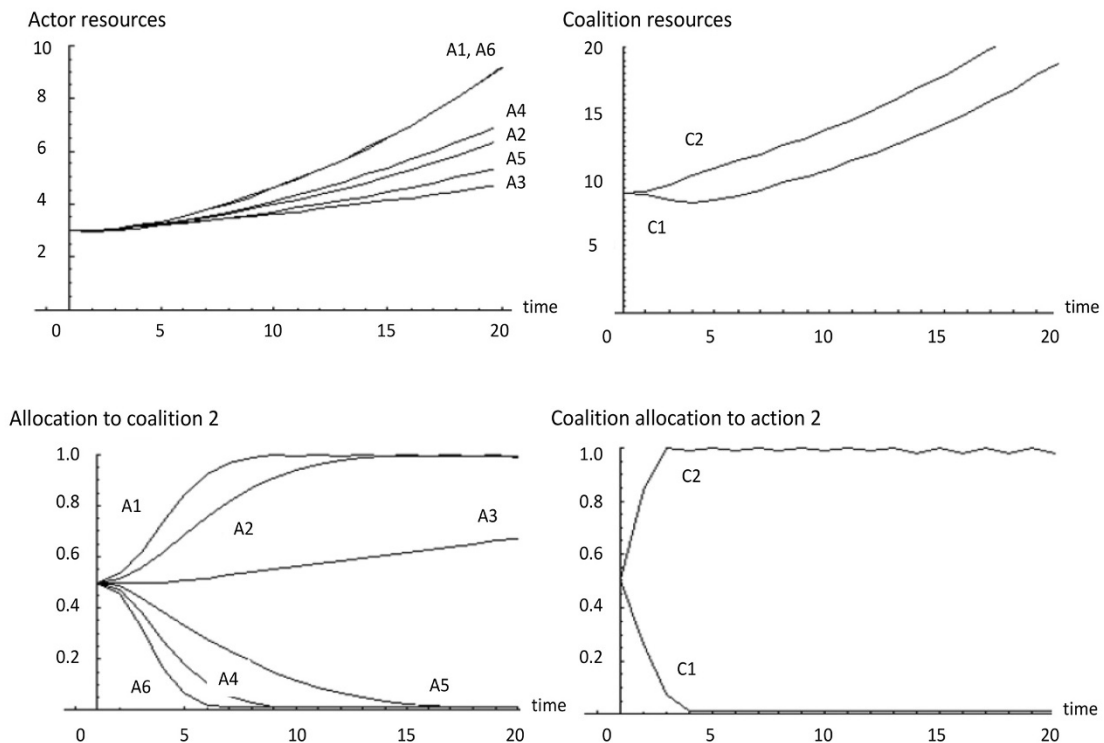 Actor resources
10
8
6
4
2
A1, A6
A4
A2
A5
A3
time
0 5 10 15 20
Coalition resources
20
15
10
5
C2
C1
time
0 5 10 15 20
Allocation to coalition 2
1.0
0.8
0.6
0.4
0.2
A1
A2
A3
A6
A4
A5
time
0 5 10 15 20
Coalition allocation to action 2
1.0
0.8
0.6
0.4
0.2
C2
C1
time
0 5 10 15 20